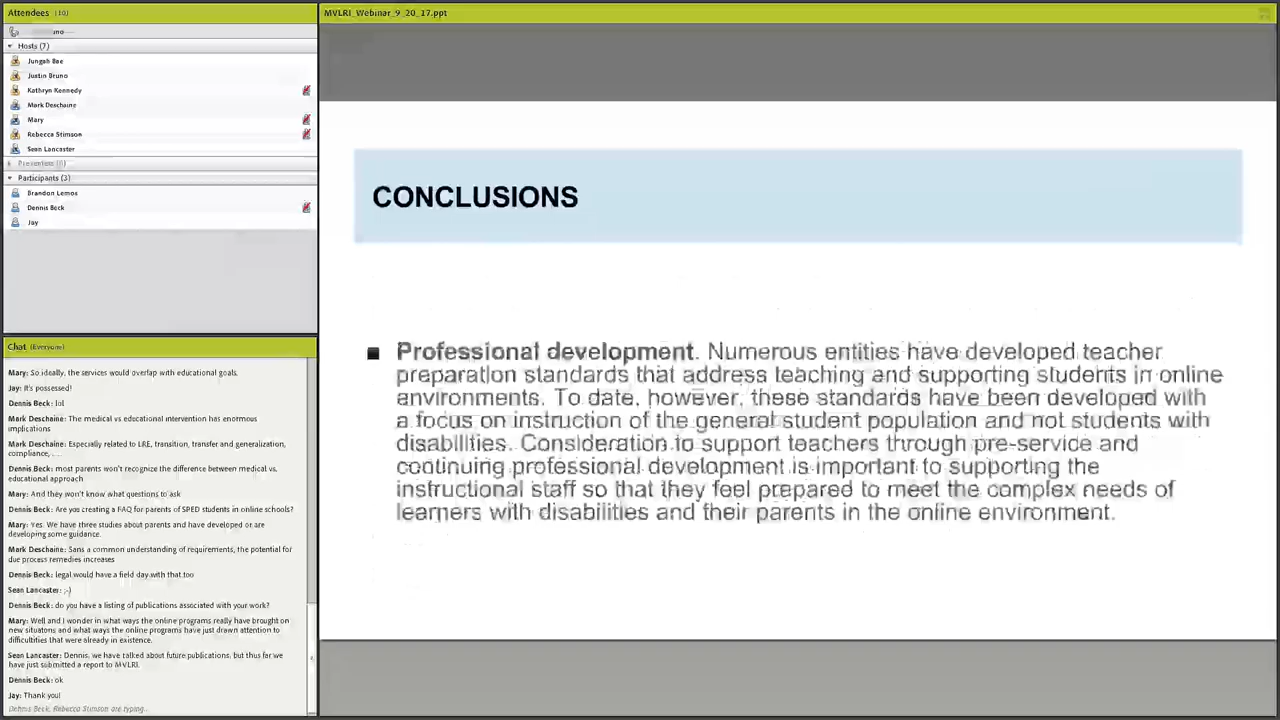 Attendees (10)
Hosts (7)
Jungah Bae
Justin Bruno
Kathryn Kennedy
Mark Deschaine
Mary
Rebecca Stimson
Sean Lancaster
Presenters (0)
Participants (3)
Brandon Lemos
Dennis Beck
Jay
Chat (Everyone)
Mary: So ideally, the services would overlap with educational goals.
Jay: It's possessed!
Dennis Beck: lol
Mark Deschaine: The medical vs educational intervention has enormous
implications
Mark Deschaine: Especially related to LRE, transition, transfer and generalization,
compliance, ....
Dennis Beck: most parents won't recognize the difference between medical vs.
educational approach
Mary: And they won't know what questions to ask
Dennis Beck: Are you creating a FAQ for parents of SPED students in online schools?
Mary: Yes. We have three studies about parents and have developed or are
developing some guidance.
Mark Deschaine: Sans a common understanding of requirements, the potential for
due process remedies increases
Dennis Beck: legal would have a field day with that too
Sean Lancaster: ;-)
Dennis Beck: do you have a listing of publications associated with your work?
Mary: Well and I wonder in what ways the online programs really have brought on
new situatons and what ways the online programs have just drawn attention to
difficultities that were already in existence.
Sean Lancaster: Dennis, we have talked about future publications, but thus far we
have just submitted a report to MVLRI.
Dennis Beck: ok
Jay: Thank you!
Dennis Beck, Rebecca Stimson are typing...
MVLRI_Webinar_9_20_17.ppt
CONCLUSIONS
■ Professional development. Numerous entities have developed teacher
preparation standards that address teaching and supporting students in online
environments. To date, however, these standards have been developed with
a focus on instruction of the general student population and not students with
disabilities. Consideration to support teachers through pre-service and
continuing professional development is important to supporting the
instructional staff so that they feel prepared to meet the complex needs of
learners with disabilities and their parents in the online environment.